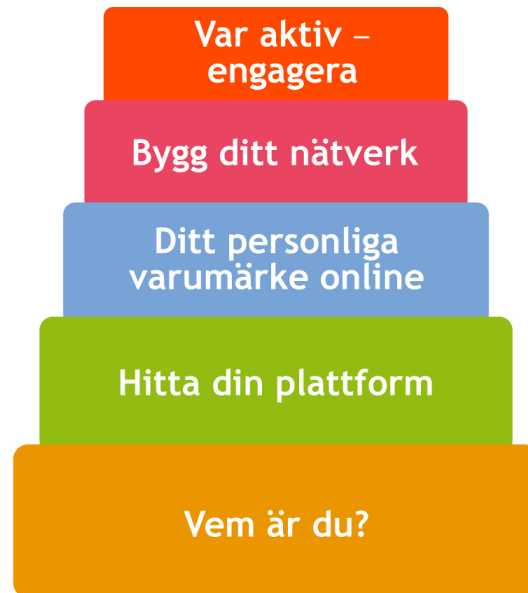 Var aktiv –
engagera
Bygg ditt nätverk
Ditt personliga
varumärke online
Hitta din plattform
Vem är du?